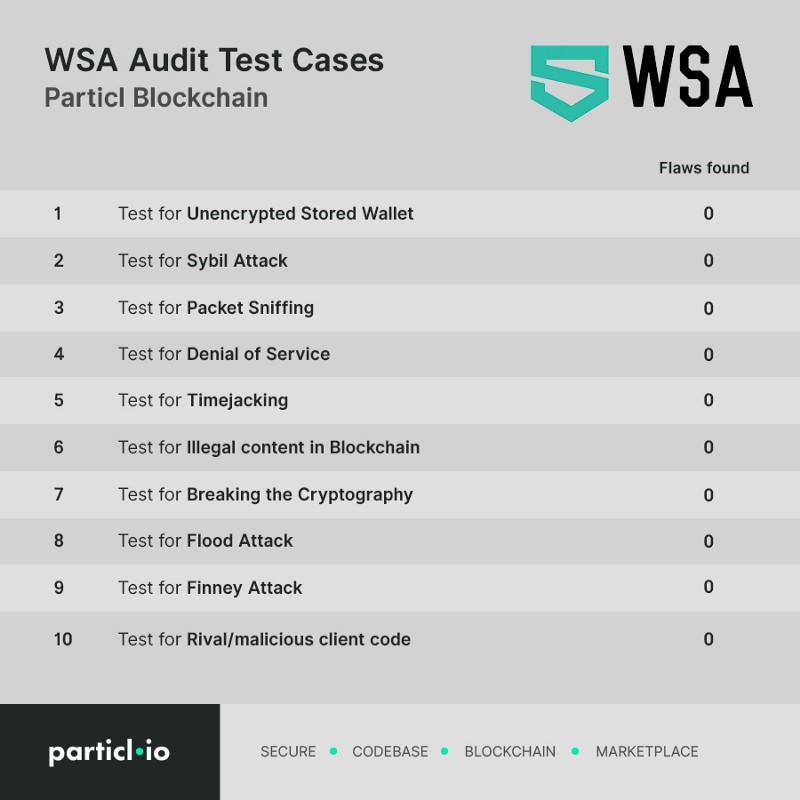 WSA Audit Test Cases
Particl Blockchain
WSA
Flaws found
1 Test for Unencrypted Stored Wallet 0
2 Test for Sybil Attack 0
3 Test for Packet Sniffing 0
4 Test for Denial of Service 0
5 Test for Timejacking 0
6 Test for Illegal content in Blockchain 0
7 Test for Breaking the Cryptography 0
8 Test for Flood Attack 0
9 Test for Finney Attack 0
10 Test for Rival/malicious client code 0
particl•io
SECURE • CODEBASE • BLOCKCHAIN • MARKETPLACE